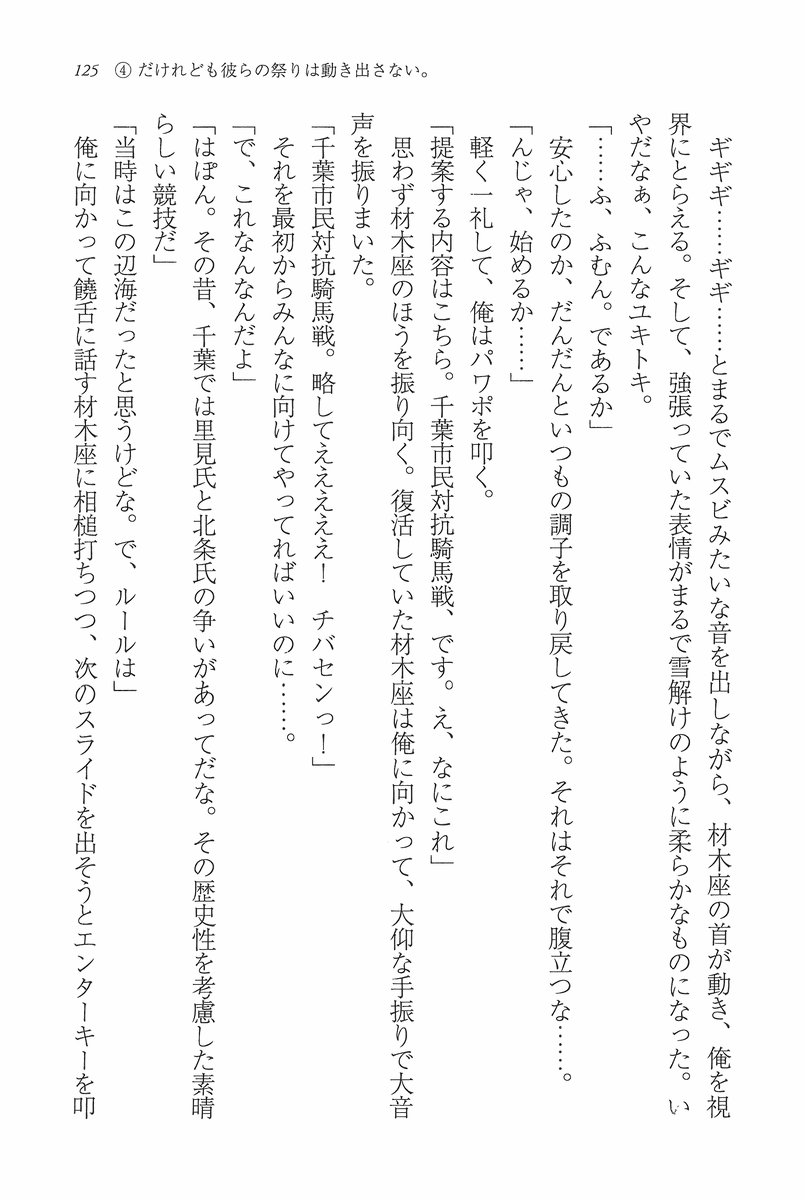 125 ④ だけれども彼らの祭りは動き出さない。
ギギギ……ギギ……とまるでムスビみたいな音を出しながら、材木座の首が動き、俺を視
界にとらえる。そして、強張っていた表情がまるで雪解けのように柔らかなものになった。い
やだなぁ、こんなユキトキ。
「……ふ、ふむん。であるか」
安心したのか、だんだんといつもの調子を取り戻してきた。それはそれで腹立つな……。
「んじゃ、始めるか……」
軽く一礼して、俺はパワポを叩く。
「提案する内容はこちら。千葉市民対抗騎馬戦、です。え、なにこれ」
思わず材木座のほうを振り向く。復活していた材木座は俺に向かって、大仰な手振りで大音
声を振りまいた。
「千葉市民対抗騎馬戦。略してえええええ！　チバセンっ！」
それを最初からみんなに向けてやってればいいのに……。
「で、これなんなんだよ」
「はぽん。その昔、千葉では里見氏と北条氏の争いがあってだな。その歴史性を考慮した素晴
らしい競技だ」
「当時はこの辺海だったと思うけどな。で、ルールは」
俺に向かって饒舌に話す材木座に相槌打ちつつ、次のスライドを出そうとエンターキーを叩